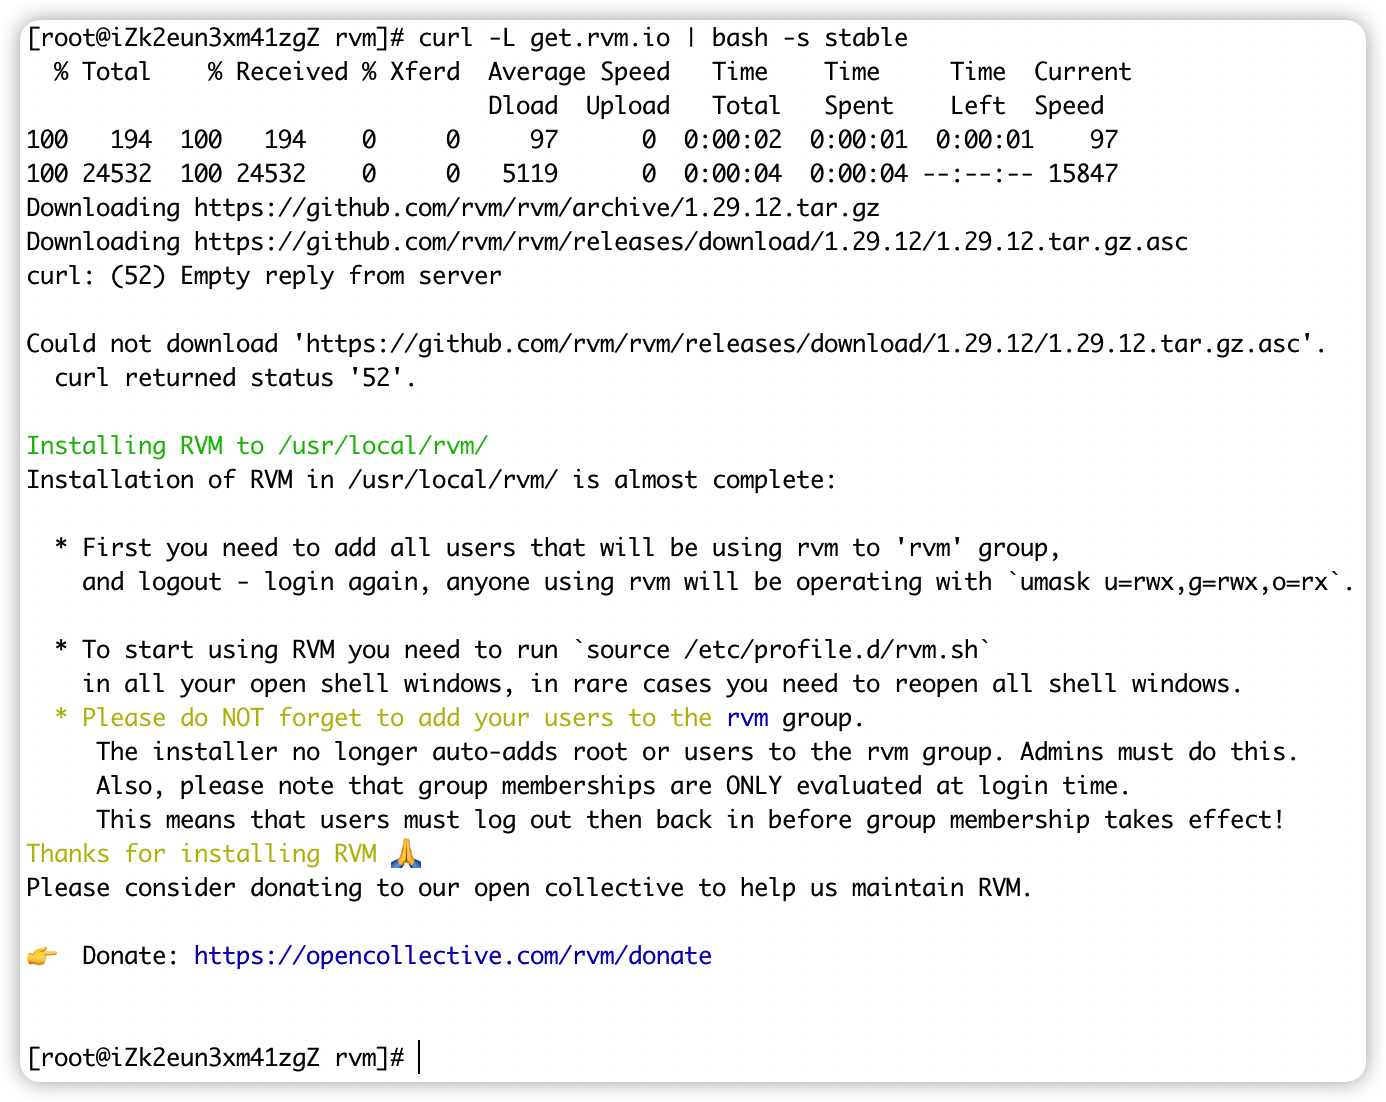 [root@iZk2eun3xm41zgZ rvm]# curl -L get.rvm.io | bash -s stable
  % Total    % Received % Xferd  Average Speed   Time    Time     Time  Current
                                 Dload  Upload   Total   Spent    Left  Speed
100   194  100   194    0     0     97      0  0:00:02  0:00:01  0:00:01    97
100 24532  100 24532    0     0   5119      0  0:00:04  0:00:04 --:--:-- 15847
Downloading https://github.com/rvm/rvm/archive/1.29.12.tar.gz
Downloading https://github.com/rvm/rvm/releases/download/1.29.12/1.29.12.tar.gz.asc
curl: (52) Empty reply from server

Could not download 'https://github.com/rvm/rvm/releases/download/1.29.12/1.29.12.tar.gz.asc'.
  curl returned status '52'.

Installing RVM to /usr/local/rvm/
Installation of RVM in /usr/local/rvm/ is almost complete:

  * First you need to add all users that will be using rvm to 'rvm' group,
    and logout - login again, anyone using rvm will be operating with `umask u=rwx,g=rwx,o=rx`.

  * To start using RVM you need to run `source /etc/profile.d/rvm.sh`
    in all your open shell windows, in rare cases you need to reopen all shell windows.
  * Please do NOT forget to add your users to the rvm group.
     The installer no longer auto-adds root or users to the rvm group. Admins must do this.
     Also, please note that group memberships are ONLY evaluated at login time.
     This means that users must log out then back in before group membership takes effect!
Thanks for installing RVM 🙏
Please consider donating to our open collective to help us maintain RVM.

👉  Donate: https://opencollective.com/rvm/donate

[root@iZk2eun3xm41zgZ rvm]#